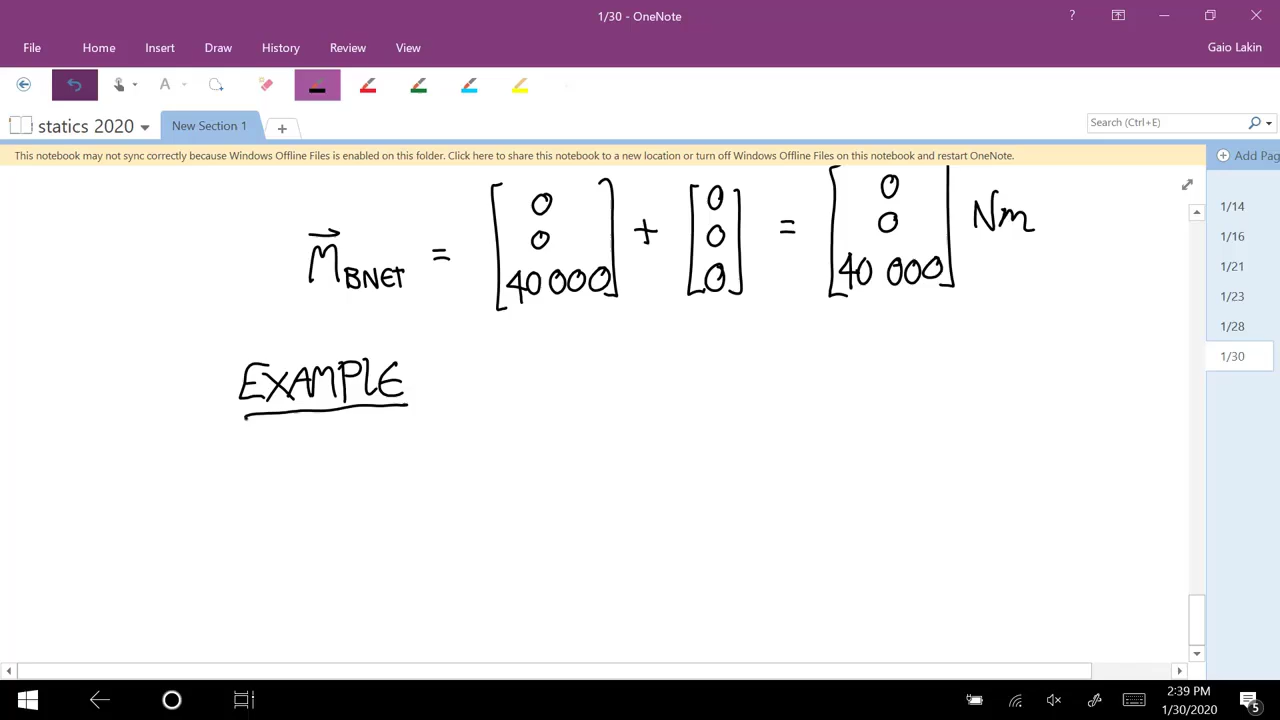 1/30 - OneNote
?
File Home Insert Draw History Review View
Gaio Lakin
A
statics 2020
New Section 1
+
Search (Ctrl+E)
This notebook may not sync correctly because Windows Offline Files is enabled on this folder. Click here to share this notebook to a new location or turn off Windows Offline Files on this notebook and restart OneNote.
Add Pag
1/14
1/16
1/21
1/23
1/28
1/30
M⃗ BNET = [0 0 40 000] + [0 0 0] = [0 0 40 000] Nm
EXAMPLE
2:39 PM
1/30/2020
5